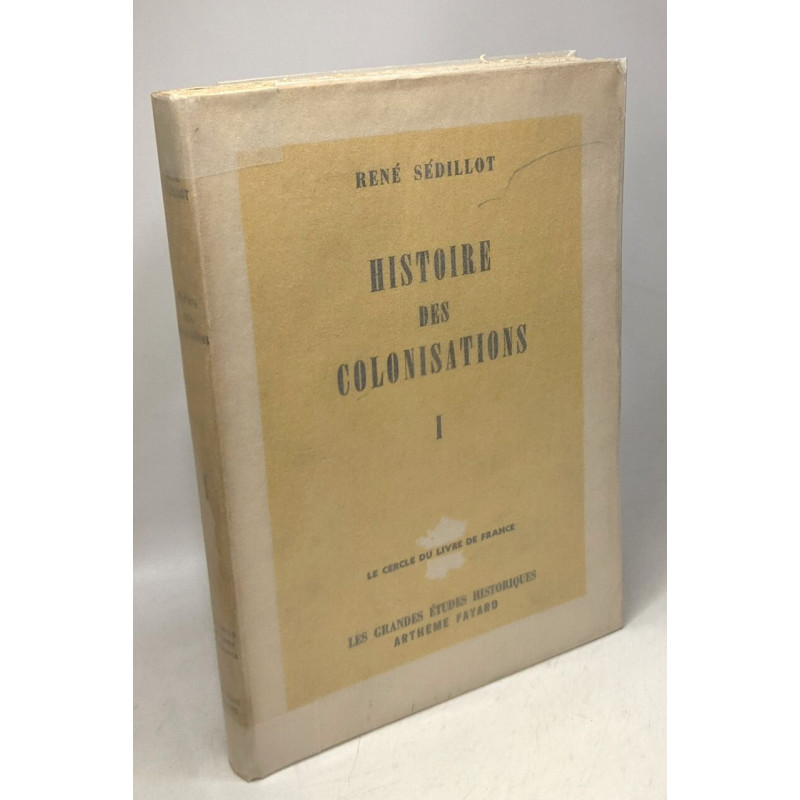 RENÉ SÉDILLOT
HISTOIRE
DES
COLONISATIONS
I
LE CERCLE DU LIVRE DE FRANCE
LES GRANDES ÉTUDES HISTORIQUES
ARTHÈME FAYARD